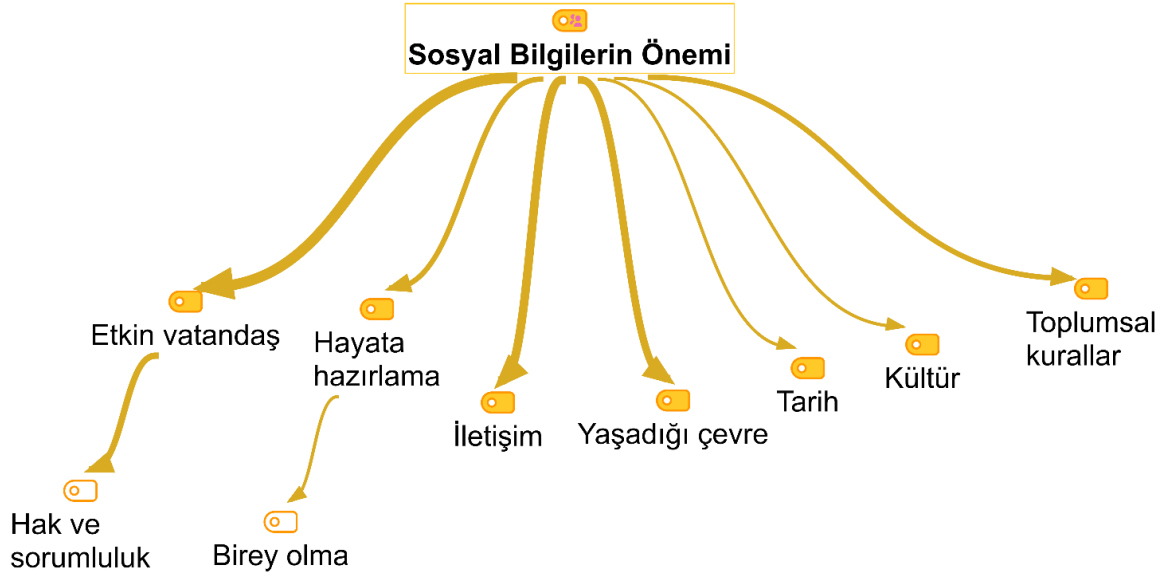 Sosyal Bilgilerin Önemi
Etkin vatandaş
Hayata
hazırlama
İletişim
Yaşadığı çevre
Tarih
Kültür
Toplumsal
kurallar
Hak ve
sorumluluk
Birey olma